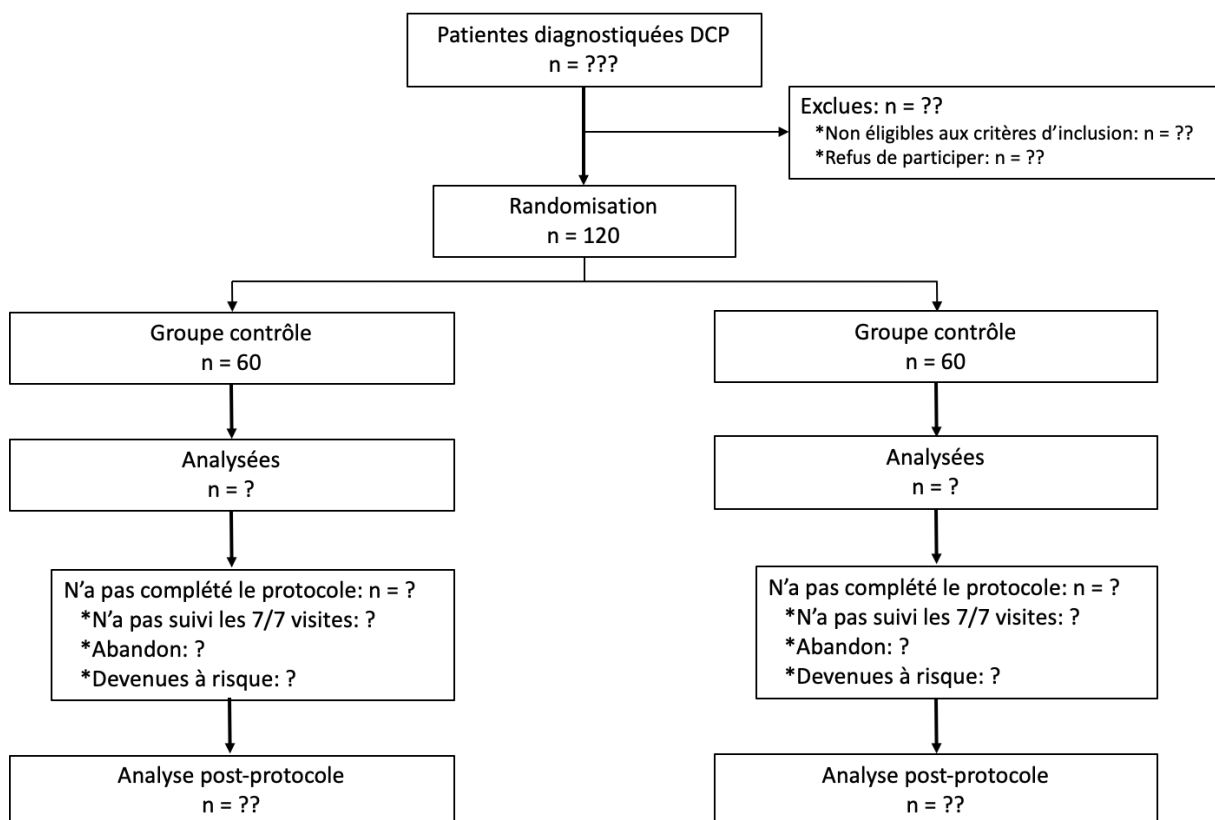 Patientes diagnostiquées DCP
n = ???
Exclues: n = ??
*Non éligibles aux critères d'inclusion: n = ??
*Refus de participer: n = ??
Randomisation
n = 120
Groupe contrôle
n = 60
Groupe contrôle
n = 60
Analysées
n = ?
Analysées
n = ?
N'a pas complété le protocole: n = ?
*N'a pas suivi les 7/7 visites: ?
*Abandon: ?
*Devenues à risque: ?
N'a pas complété le protocole: n = ?
*N'a pas suivi les 7/7 visites: ?
*Abandon: ?
*Devenues à risque: ?
Analyse post-protocole
n = ??
Analyse post-protocole
n = ??